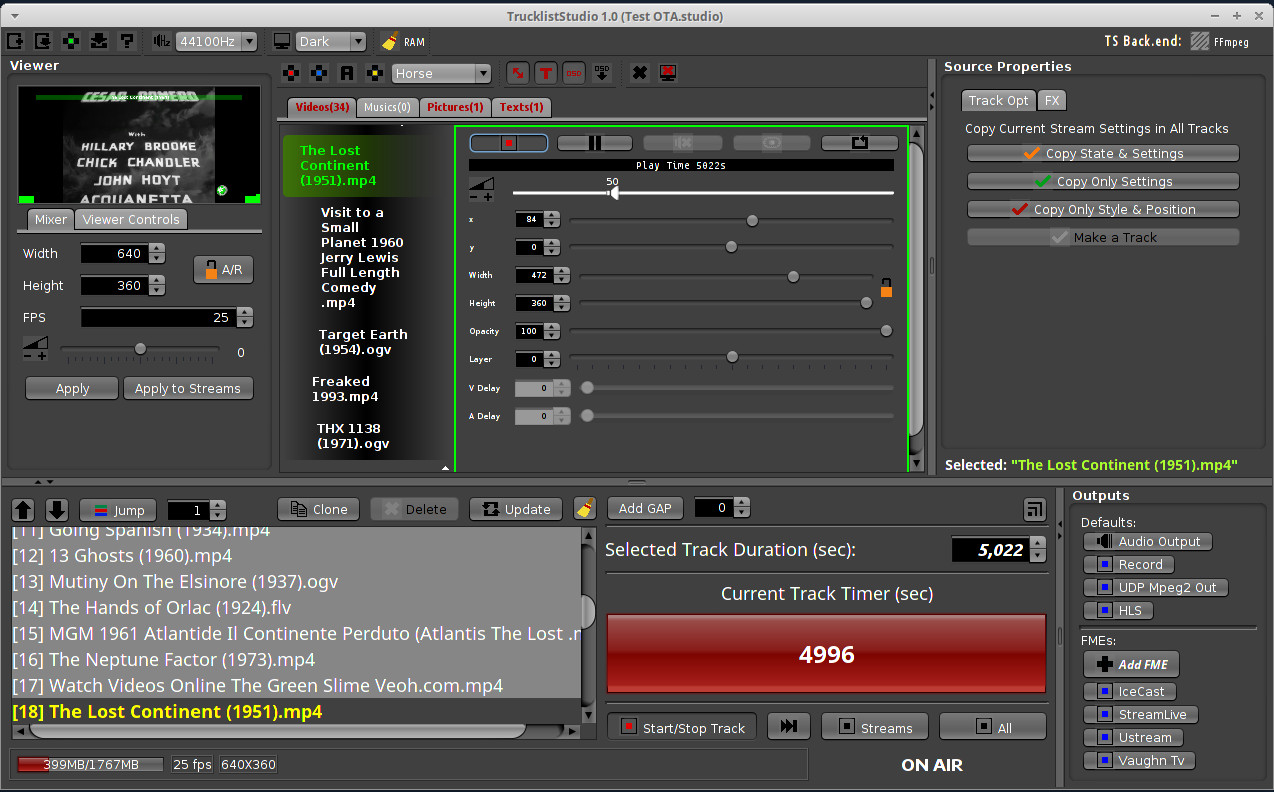 TrucklistStudio 1.0 (Test OTA.studio)
44100Hz
Dark
RAM
TS Back.end:
FFmpeg
Viewer
CESAR ROMERO
With
HILLARY BROOKE
CHICK CHANDLER
JOHN HOYT
ACQUANETTA
Mixer
Viewer Controls
Width
640
Height
360
A/R
FPS
25
0
Apply
Apply to Streams
Horse
OSD
OSD
Videos(34)
Musics(0)
Pictures(1)
Texts(1)
The Lost
Continent
(1951).mp4
Visit to a
Small
Planet 1960
Jerry Lewis
Full Length
Comedy
.mp4
Target Earth
(1954).ogv
Freaked
1993.mp4
THX 1138
(1971).ogv
Play Time 5022s
50
x
84
y
0
Width
472
Height
360
Opacity
100
Layer
0
V Delay
0
A Delay
0
Source Properties
Track Opt
FX
Copy Current Stream Settings in All Tracks
Copy State & Settings
Copy Only Settings
Copy Only Style & Position
Make a Track
Selected: "The Lost Continent (1951).mp4"
Jump
1
Clone
Delete
Update
Add GAP
0
[11] Going Spanish (1934).mp4
[12] 13 Ghosts (1960).mp4
[13] Mutiny On The Elsinore (1937).ogv
[14] The Hands of Orlac (1924).flv
[15] MGM 1961 Atlantide Il Continente Perduto (Atlantis The Lost .r
[16] The Neptune Factor (1973).mp4
[17] Watch Videos Online The Green Slime Veoh.com.mp4
[18] The Lost Continent (1951).mp4
Selected Track Duration (sec):
5,022
Current Track Timer (sec)
4996
Start/Stop Track
Streams
All
399MB/1767MB
25 fps
640X360
ON AIR
Outputs
Defaults:
Audio Output
Record
UDP Mpeg2 Out
HLS
FMEs:
Add FME
IceCast
StreamLive
Ustream
Vaughn Tv